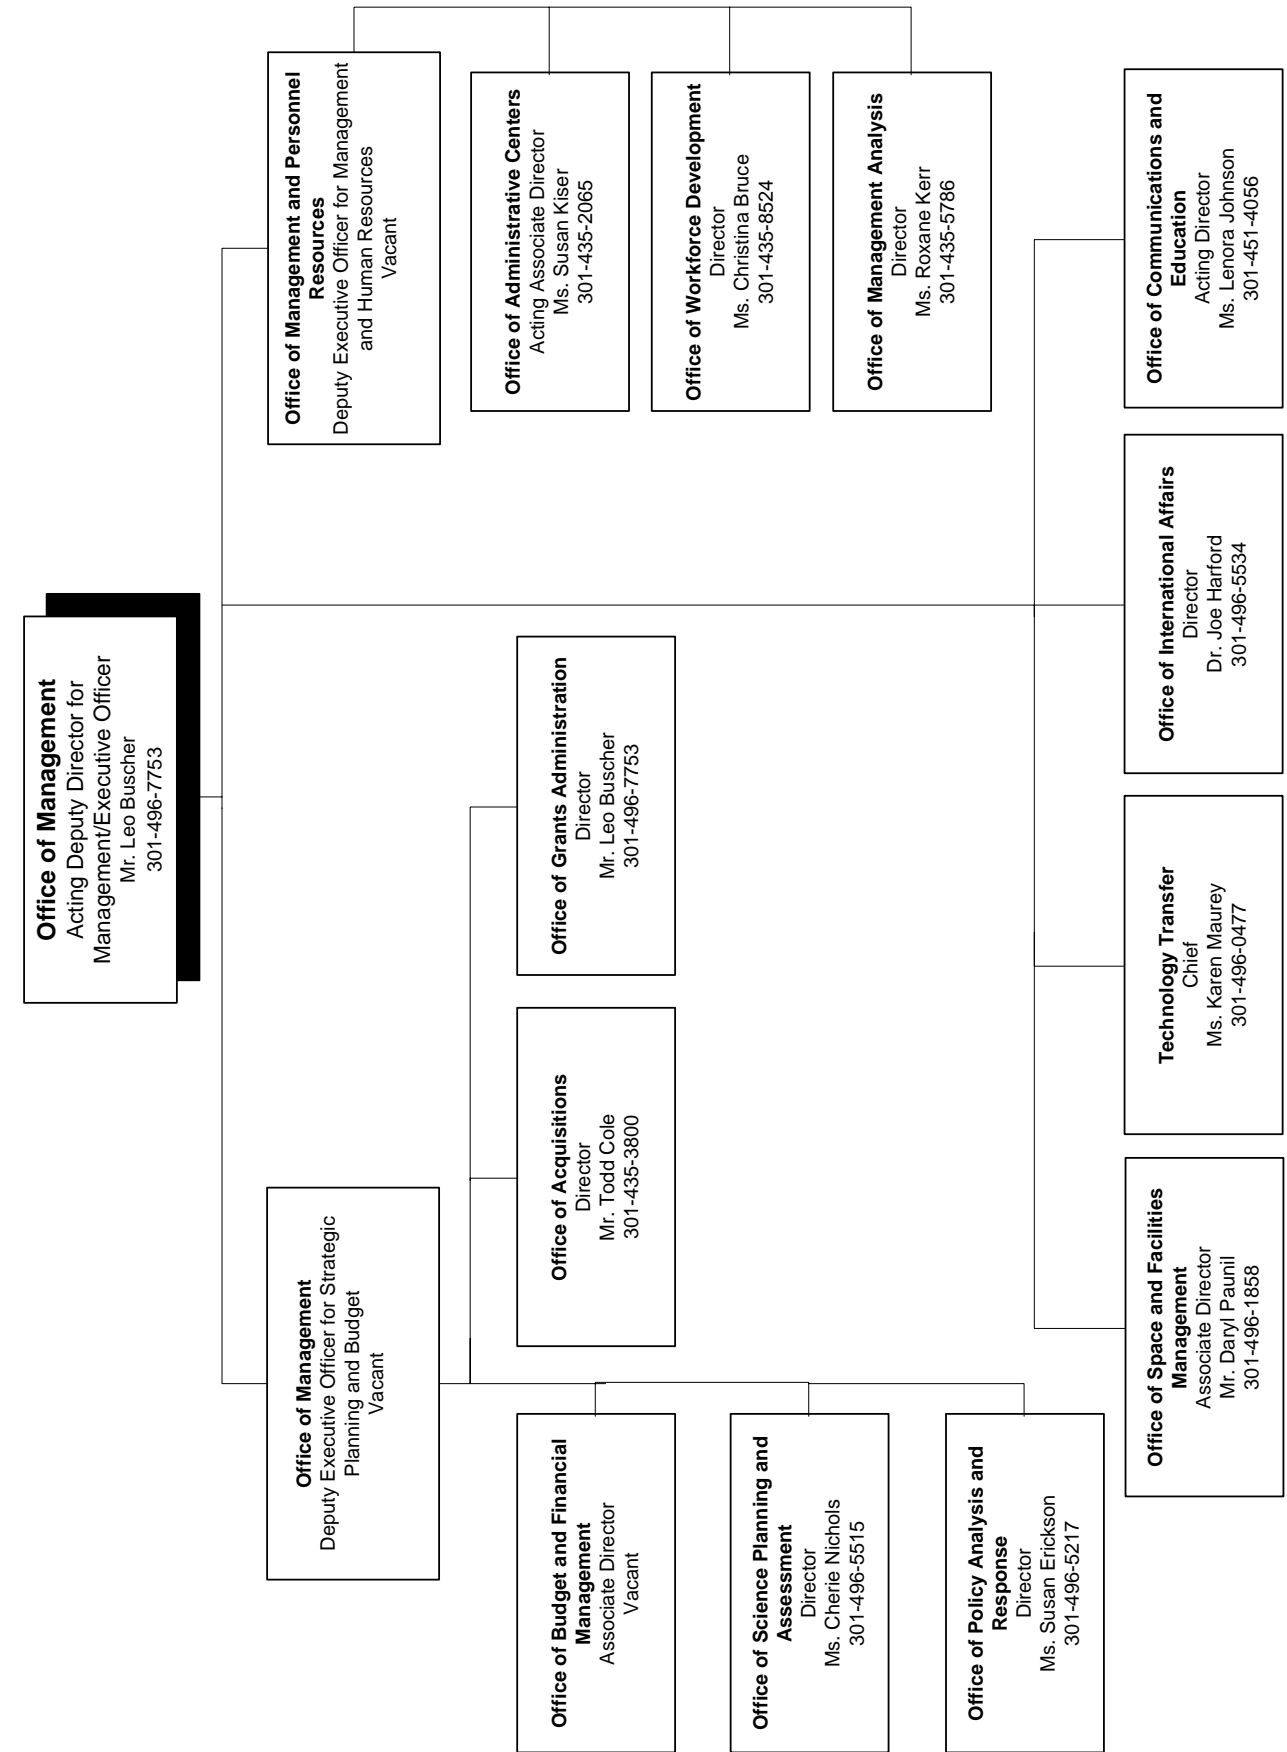 Office of Management
Acting Deputy Director for
Management/Executive Officer
Mr. Leo Buscher
301-496-7753
Office of Management
Deputy Executive Officer for Strategic
Planning and Budget
Vacant
Office of Management and Personnel
Resources
Deputy Executive Officer for Management
and Human Resources
Vacant
Office of Budget and Financial
Management
Associate Director
Vacant
Office of Acquisitions
Director
Mr. Todd Cole
301-435-3800
Office of Grants Administration
Director
Mr. Leo Buscher
301-496-7753
Office of Administrative Centers
Acting Associate Director
Ms. Susan Kiser
301-435-2065
Office of Science Planning and
Assessment
Director
Ms. Cherie Nichols
301-496-5515
Office of Workforce Development
Director
Ms. Christina Bruce
301-435-8524
Office of Policy Analysis and
Response
Director
Ms. Susan Erickson
301-496-5217
Office of Management Analysis
Director
Ms. Roxane Kerr
301-435-5786
Office of Space and Facilities
Management
Associate Director
Mr. Daryl Paunil
301-496-1858
Technology Transfer
Chief
Ms. Karen Maurey
301-496-0477
Office of International Affairs
Director
Dr. Joe Harford
301-496-5534
Office of Communications and
Education
Acting Director
Ms. Lenora Johnson
301-451-4056